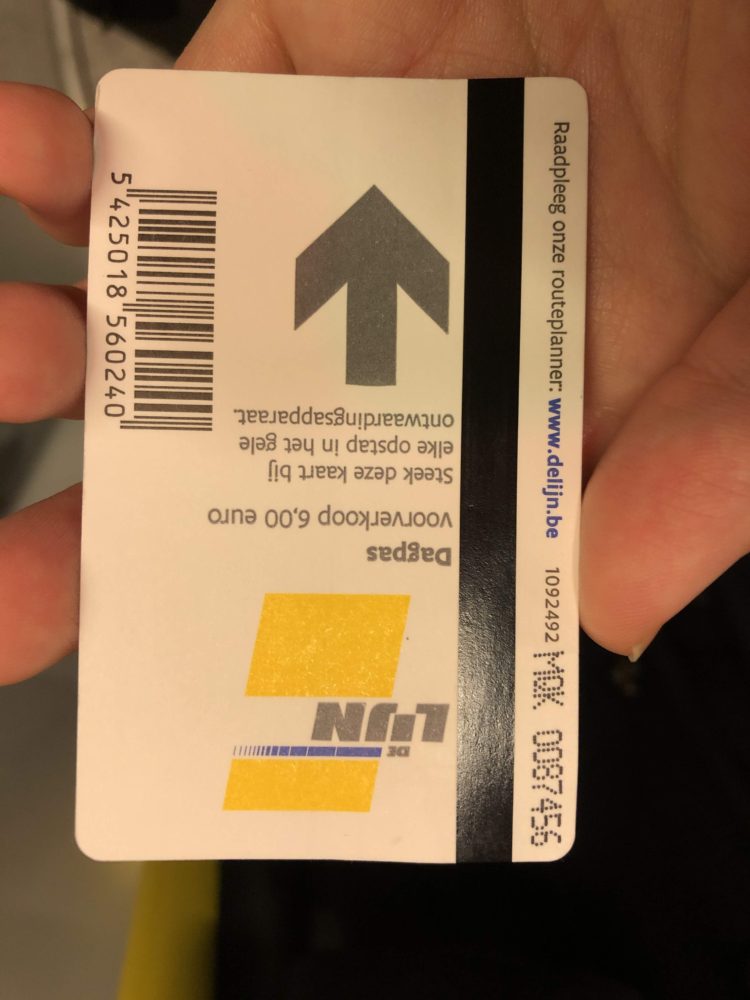 DE
LIJN
Dagpas
voorverkoop 6,00 euro
Steek deze kaart bij
elke opstap in het gele
ontwaardingsapparaat.
5 425018 560240
Raadpleeg onze routeplanner: www.delijn.be 1092492 MQK 0087456